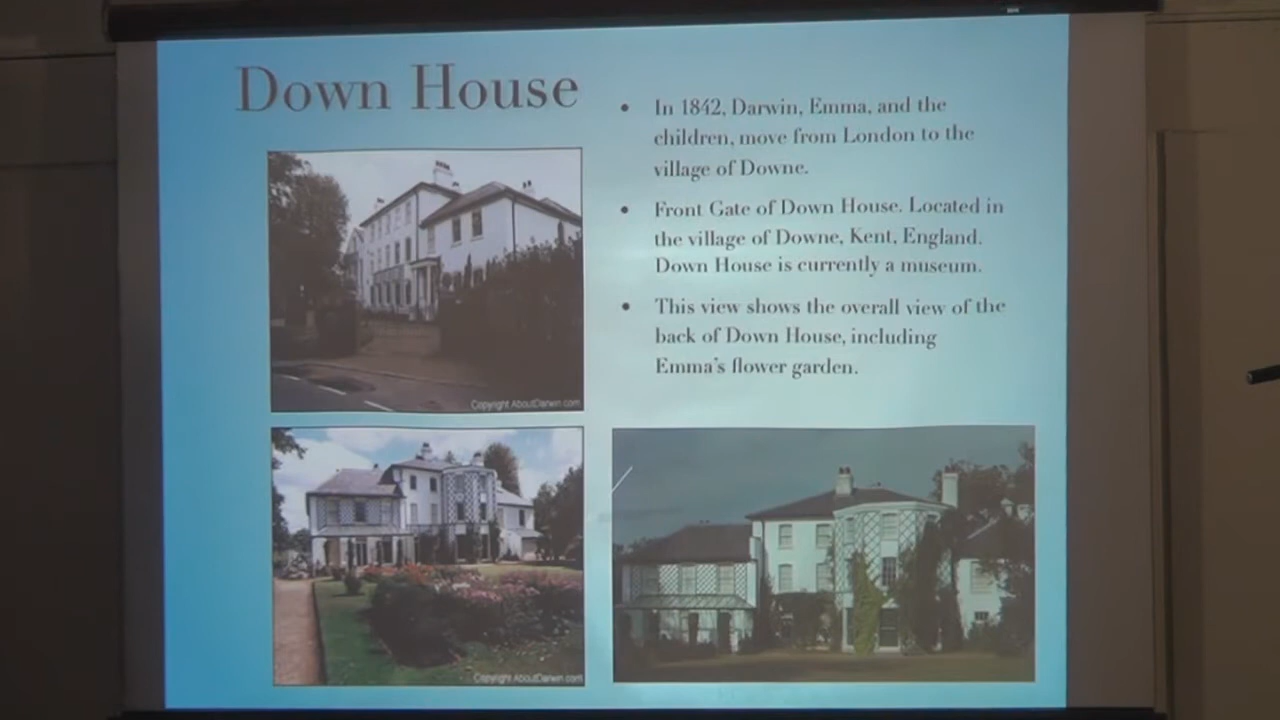 Down House
• In 1842, Darwin, Emma, and the
children, move from London to the
village of Downe.
• Front Gate of Down House. Located in
the village of Downe, Kent, England.
Down House is currently a museum.
• This view shows the overall view of the
back of Down House, including
Emma's flower garden.
Copyright AboutDarwin.com
Copyright AboutDarwin.com